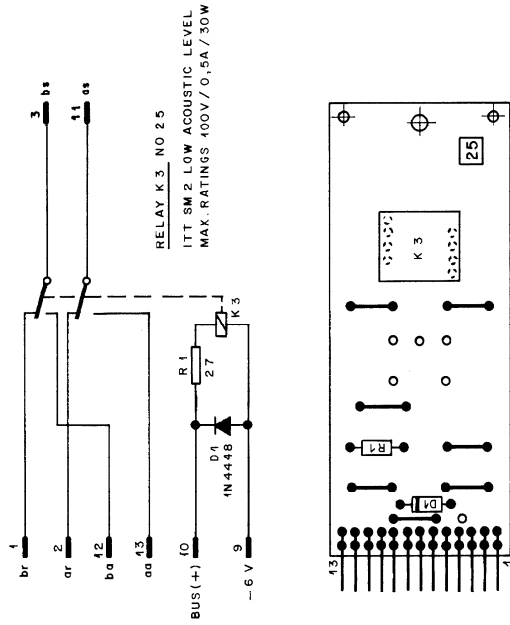 3 bs
11 as
RELAY K3 NO 25
ITT SM2 LOW ACOUSTIC LEVEL
MAX. RATINGS 100V/0,5A/30W
K3
R1
27
D1
1N4448
1
br
2
ar
12
ba
13
aa
10
BUS(+)
9
-6V
25
K3
R1
D1
13
1